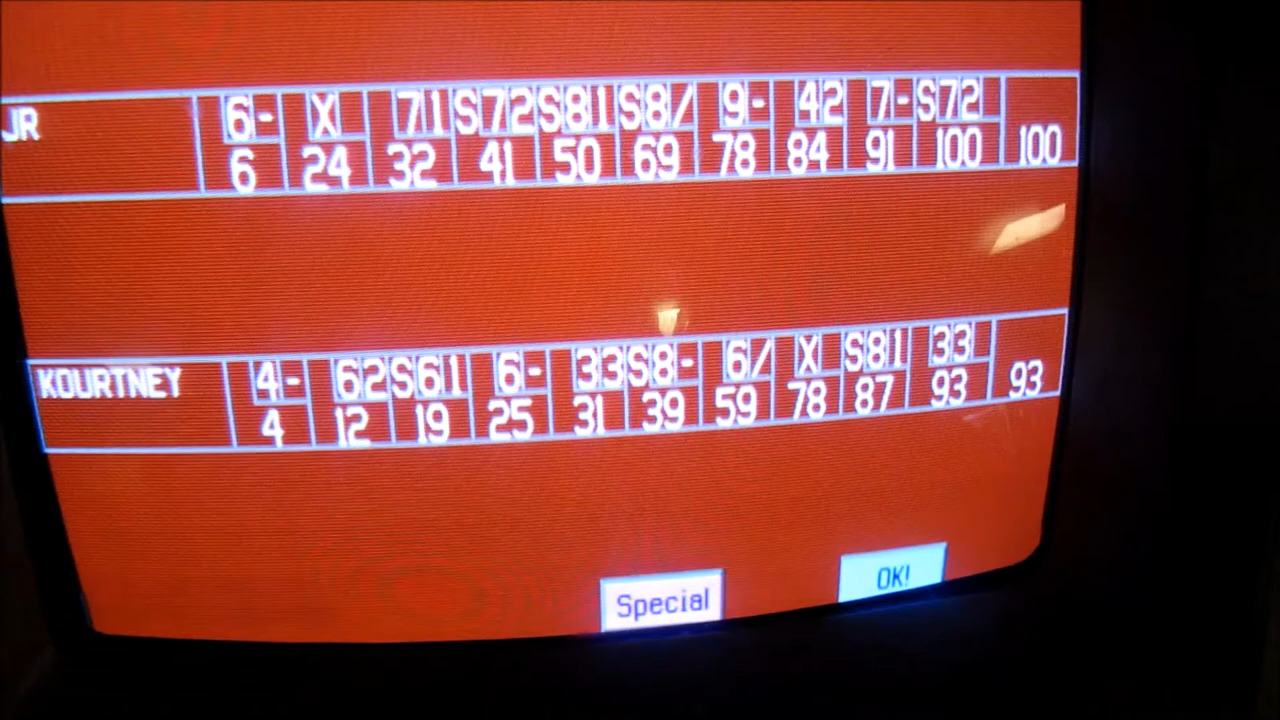 JR 6- X 71 S72 S81 S8/ 9- 42 7- S72
6 24 32 41 50 69 78 84 91 100 100
KOURTNEY 4- 62 S61 6- 33 S8- 6/ X S81 33
4 12 19 25 31 39 59 78 87 93 93
Special OK!